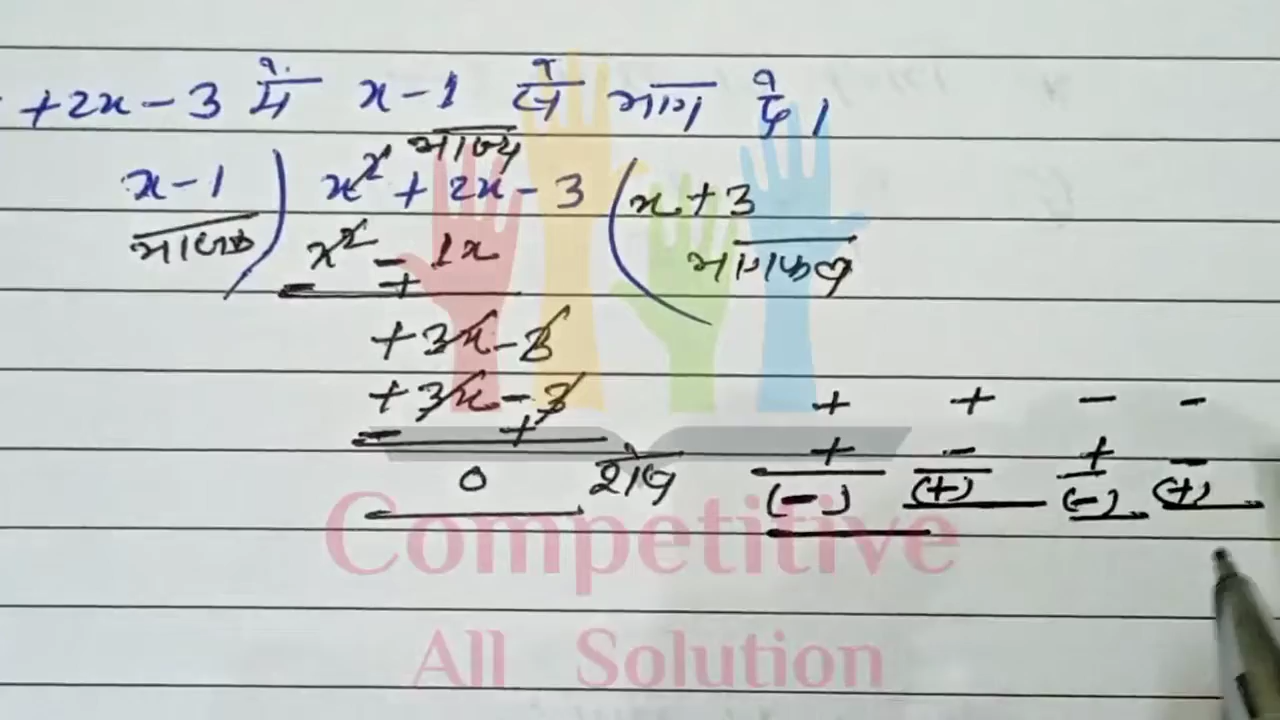 +2x - 3 में x - 1 से भाग दें।
भाज्य
x - 1 ) x² + 2x - 3 ( x + 3
भाजक x² - 1x भागफल
- +
+ 3x - 3
+ 3x - 3
- +
0 शेष
+ + - -
+ - + -
(-) (+) (-) (+)
Competitive
All Solution